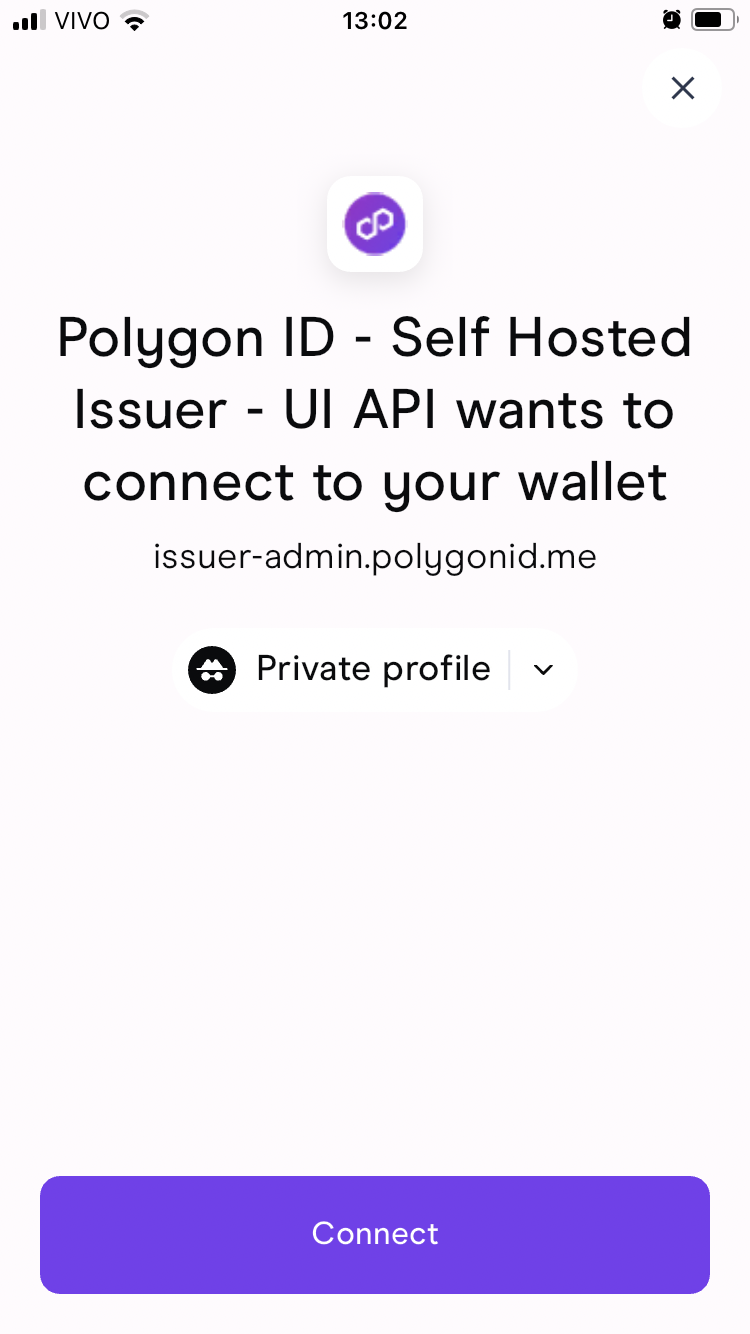 VIVO 13:02
Polygon ID - Self Hosted
Issuer - UI API wants to
connect to your wallet
issuer-admin.polygonid.me
Private profile
Connect